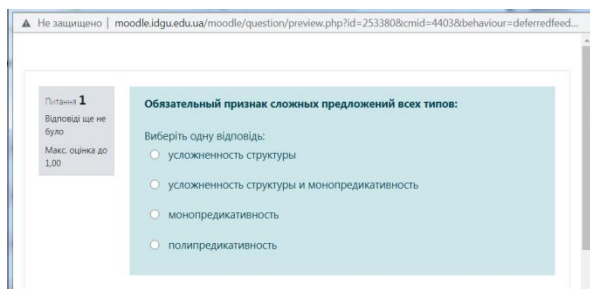 Не защищено | moodle.idgu.edu.ua/moodle/question/preview.php?id=253380&cmid=4403&behaviour=deferredfeed...
Питання 1
Відповіді ще не
було
Макс. оцінка до
1,00
Обязательный признак сложных предложений всех типов:
Виберіть одну відповідь:
усложненность структуры
усложненность структуры и монопредикативность
монопредикативность
полипредикативность